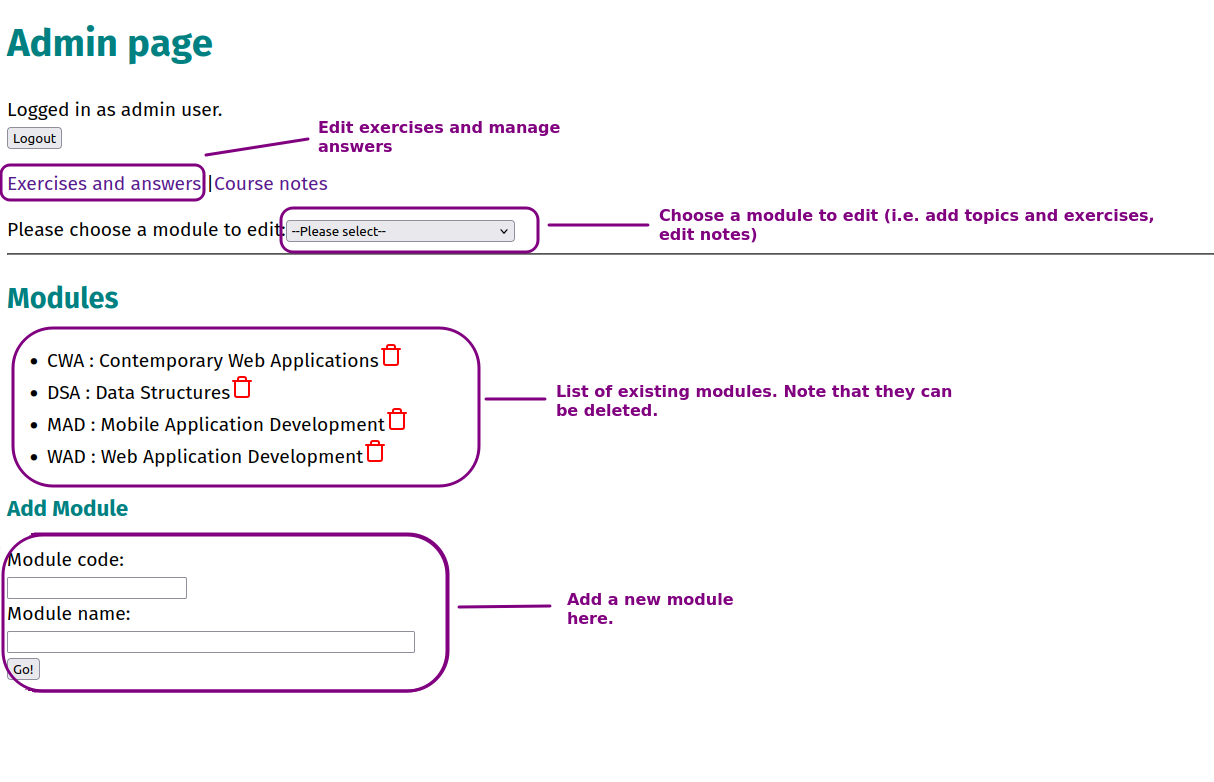 Admin page
Logged in as admin user.
Logout
Edit exercises and manage
answers
Exercises and answers | Course notes
Please choose a module to edit: --Please select--
Choose a module to edit (i.e. add topics and exercises,
edit notes)
Modules
• CWA : Contemporary Web Applications
• DSA : Data Structures
• MAD : Mobile Application Development
• WAD : Web Application Development
List of existing modules. Note that they can
be deleted.
Add Module
Module code:
Module name:
Go!
Add a new module
here.